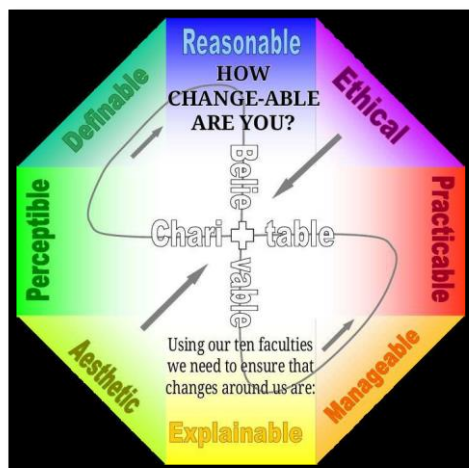 Reasonable
HOW
CHANGE-ABLE
ARE YOU?
Definable
Ethical
Perceptible
Practicable
Belie
Chari table
vable
Aesthetic
Manageable
Using our ten faculties
we need to ensure that
changes around us are:
Explainable